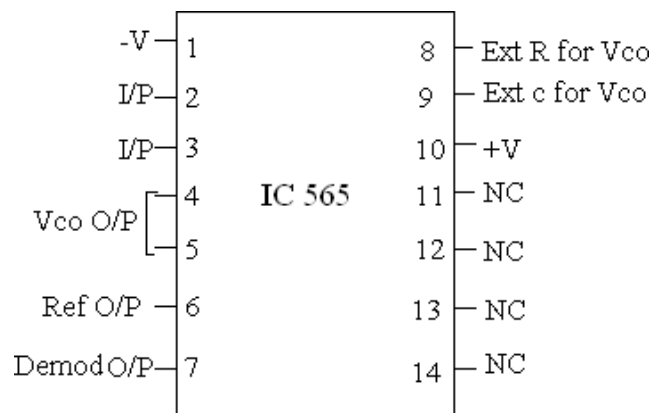 -V 1 8 Ext R for Vco
I/P 2 9 Ext c for Vco
I/P 3 10 +V
4 IC 565 11 NC
Vco O/P
5 12 NC
Ref O/P 6 13 NC
Demod O/P 7 14 NC